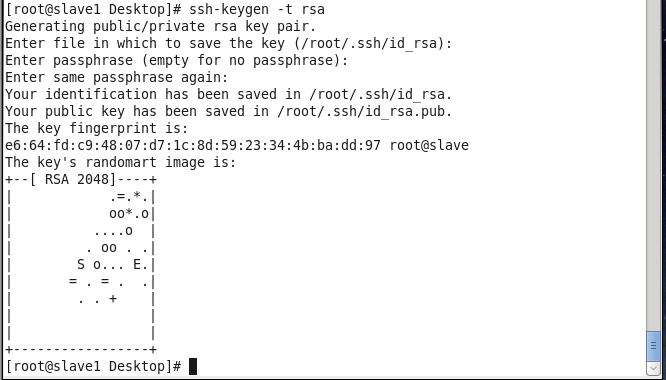 [root@slave1 Desktop]# ssh-keygen -t rsa
Generating public/private rsa key pair.
Enter file in which to save the key (/root/.ssh/id_rsa):
Enter passphrase (empty for no passphrase):
Enter same passphrase again:
Your identification has been saved in /root/.ssh/id_rsa.
Your public key has been saved in /root/.ssh/id_rsa.pub.
The key fingerprint is:
e6:64:fd:c9:48:07:d7:1c:8d:59:23:34:4b:ba:dd:97 root@slave
The key's randomart image is:
+--[ RSA 2048]----+
|            .=.*.|
|            oo*.o|
|          ....o  |
|         . oo . .|
|        S o... E.|
|       = . = .  .|
|        . . +    |
|                 |
|                 |
+-----------------+
[root@slave1 Desktop]#